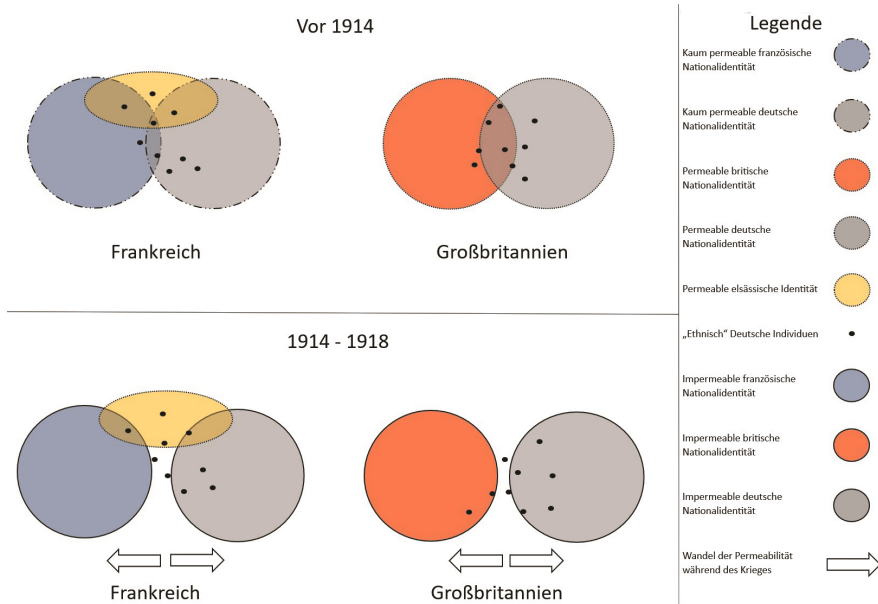 Vor 1914
Frankreich
Großbritannien
1914 - 1918
Frankreich
Großbritannien
Legende
Kaum permeable französische
Nationalidentität
Kaum permeable deutsche
Nationalidentität
Permeable britische
Nationalidentität
Permeable deutsche
Nationalidentität
Permeable elsässische Identität
„Ethnisch“ Deutsche Individuen
Impermeable französische
Nationalidentität
Impermeable britische
Nationalidentität
Impermeable deutsche
Nationalidentität
Wandel der Permeabilität
während des Krieges